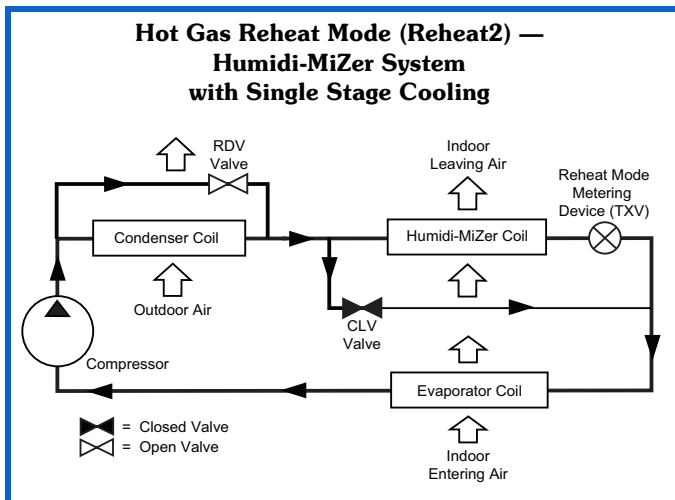 Hot Gas Reheat Mode (Reheat2) —
Humidi-MiZer System
with Single Stage Cooling
RDV
Valve
Indoor
Leaving Air
Reheat Mode
Metering
Device (TXV)
Condenser Coil
Humidi-MiZer Coil
Outdoor Air
CLV
Valve
Compressor
Evaporator Coil
= Closed Valve
= Open Valve
Indoor
Entering Air